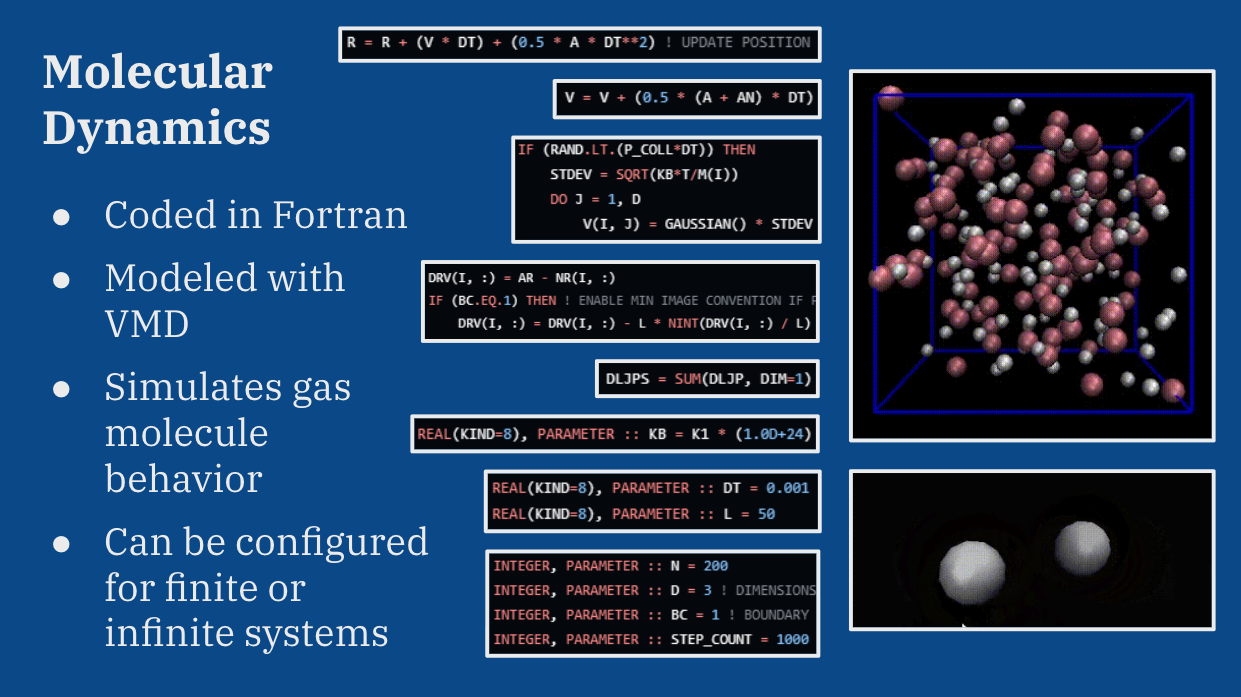 Molecular
Dynamics
● Coded in Fortran
● Modeled with
VMD
● Simulates gas
molecule
behavior
● Can be configured
for finite or
infinite systems
R = R + (V * DT) + (0.5 * A * DT**2) ! UPDATE POSITION
V = V + (0.5 * (A + AN) * DT)
IF (RAND.LT.(P_COLL*DT)) THEN
STDEV = SQRT(KB*T/M(I))
DO J = 1, D
V(I, J) = GAUSSIAN() * STDEV
DRV(I, :) = AR - NR(I, :)
IF (BC.EQ.1) THEN ! ENABLE MIN IMAGE CONVENTION IF
DRV(I, :) = DRV(I, :) - L * NINT(DRV(I, :) / L)
DLJPS = SUM(DLJP, DIM=1)
REAL(KIND=8), PARAMETER :: KB = K1 * (1.0D+24)
REAL(KIND=8), PARAMETER :: DT = 0.001
REAL(KIND=8), PARAMETER :: L = 50
INTEGER, PARAMETER :: N = 200
INTEGER, PARAMETER :: D = 3 ! DIMENSIONS
INTEGER, PARAMETER :: BC = 1 ! BOUNDARY
INTEGER, PARAMETER :: STEP_COUNT = 1000